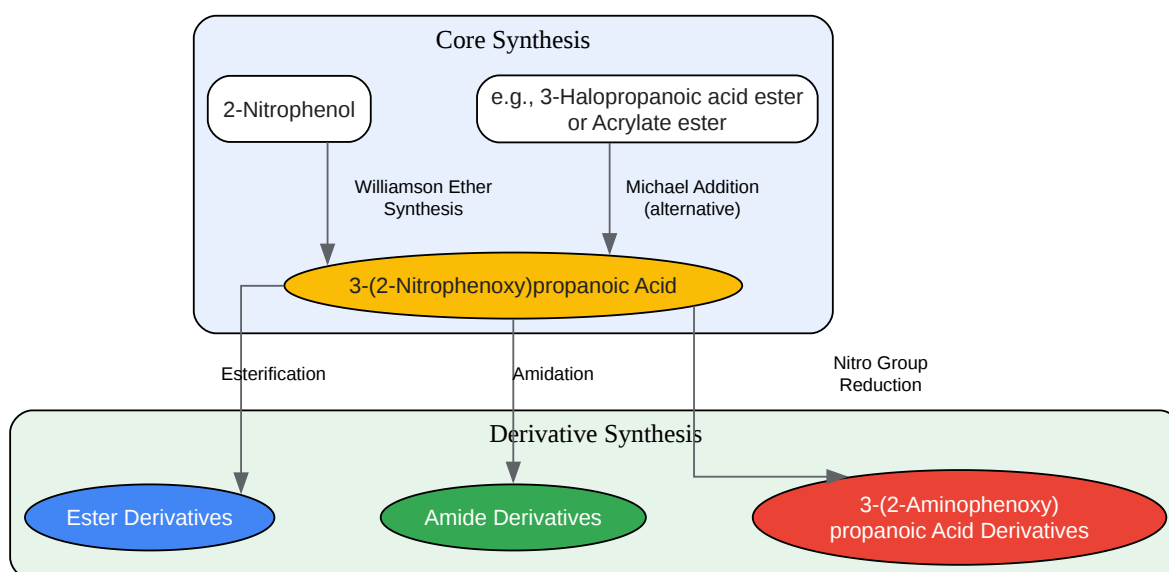 Core Synthesis
2-Nitrophenol
e.g., 3-Halopropanoic acid ester
or Acrylate ester
Williamson Ether
Synthesis
Michael Addition
(alternative)
3-(2-Nitrophenoxy)propanoic Acid
Esterification
Amidation
Nitro Group
Reduction
Derivative Synthesis
Ester Derivatives
Amide Derivatives
3-(2-Aminophenoxy)
propanoic Acid Derivatives